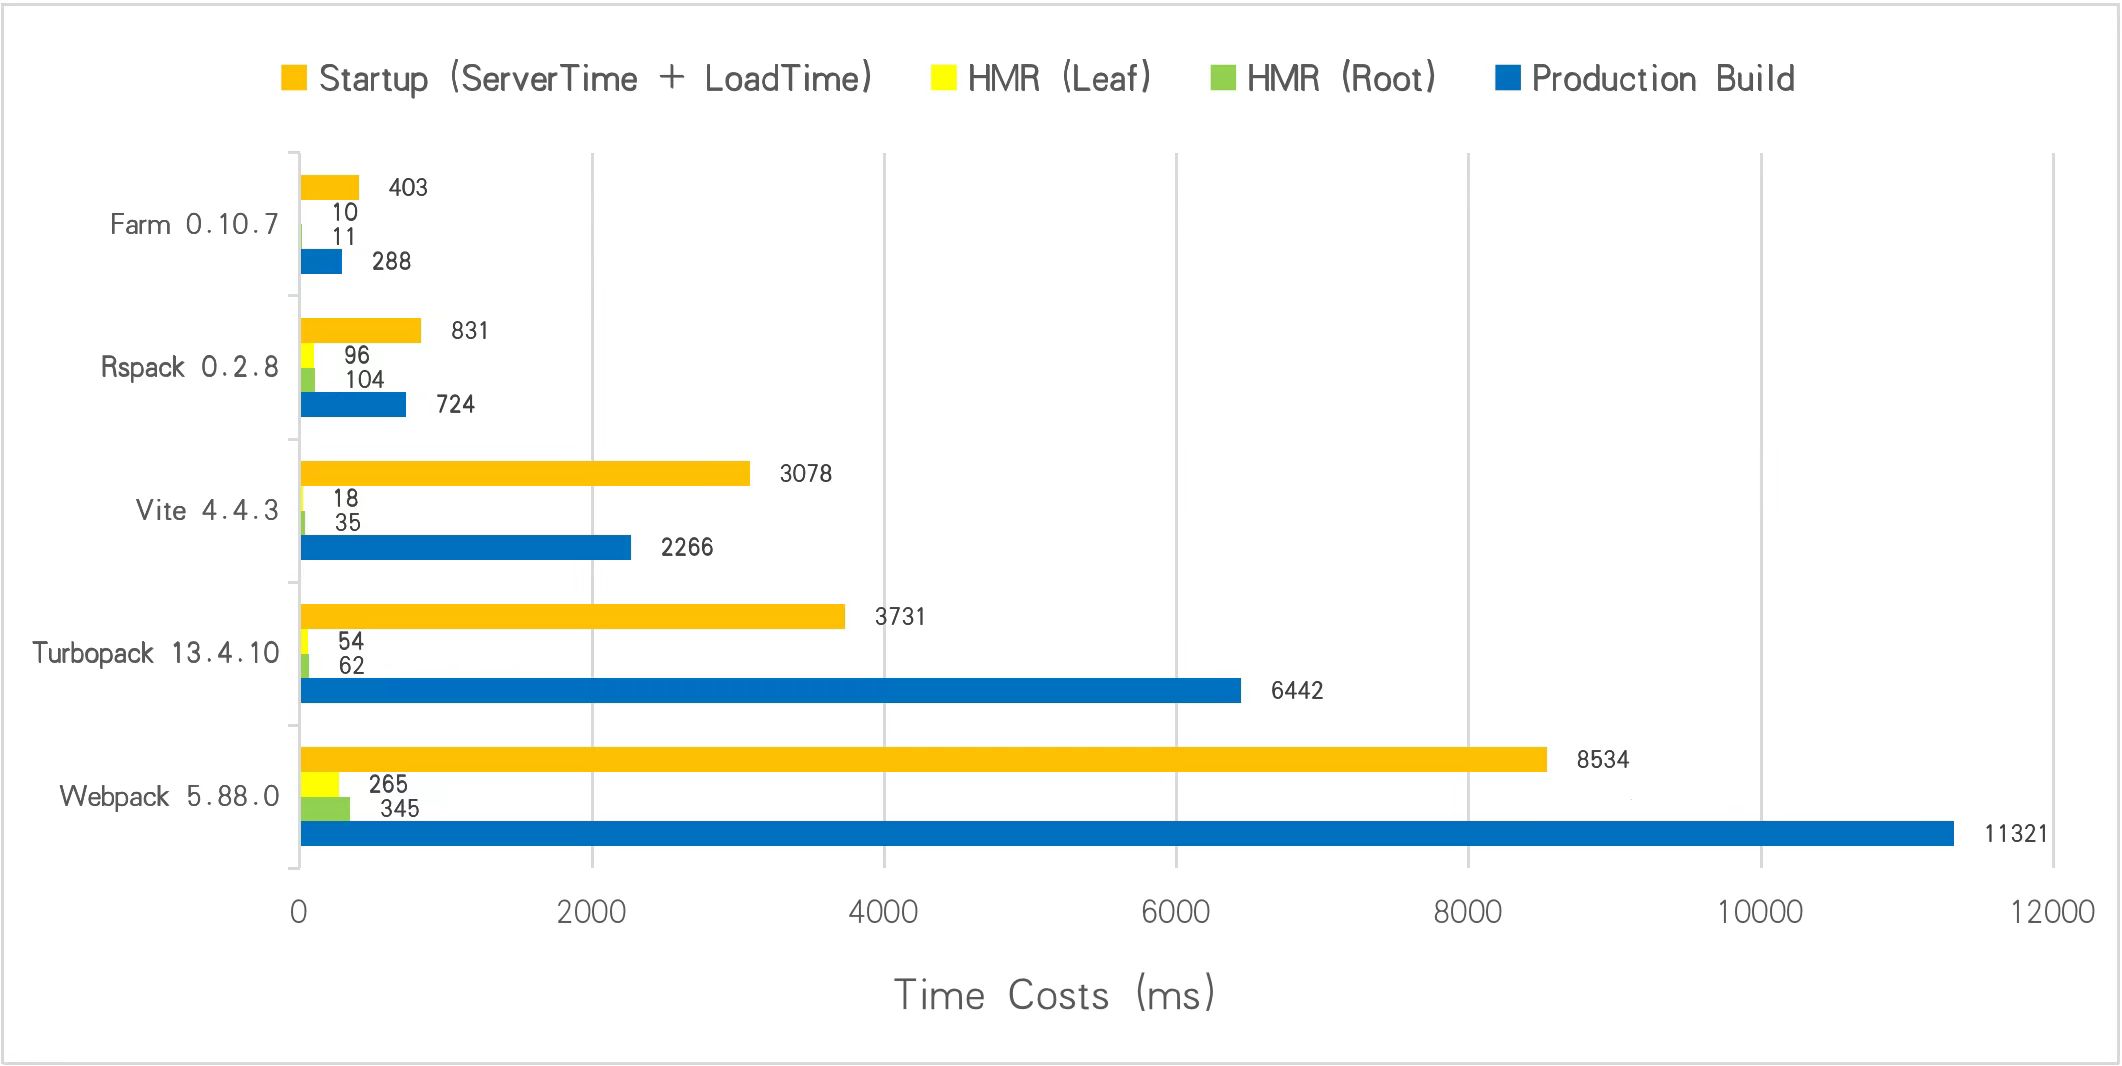 Startup (ServerTime + LoadTime) HMR (Leaf) HMR (Root) Production Build
403
10
Farm 0.10.7
11
288
831
96
Rspack 0.2.8
104
724
3078
18
Vite 4.4.3
35
2266
3731
54
Turbopack 13.4.10
62
6442
8534
265
Webpack 5.88.0
345
11321
0 2000 4000 6000 8000 10000 12000
Time Costs (ms)